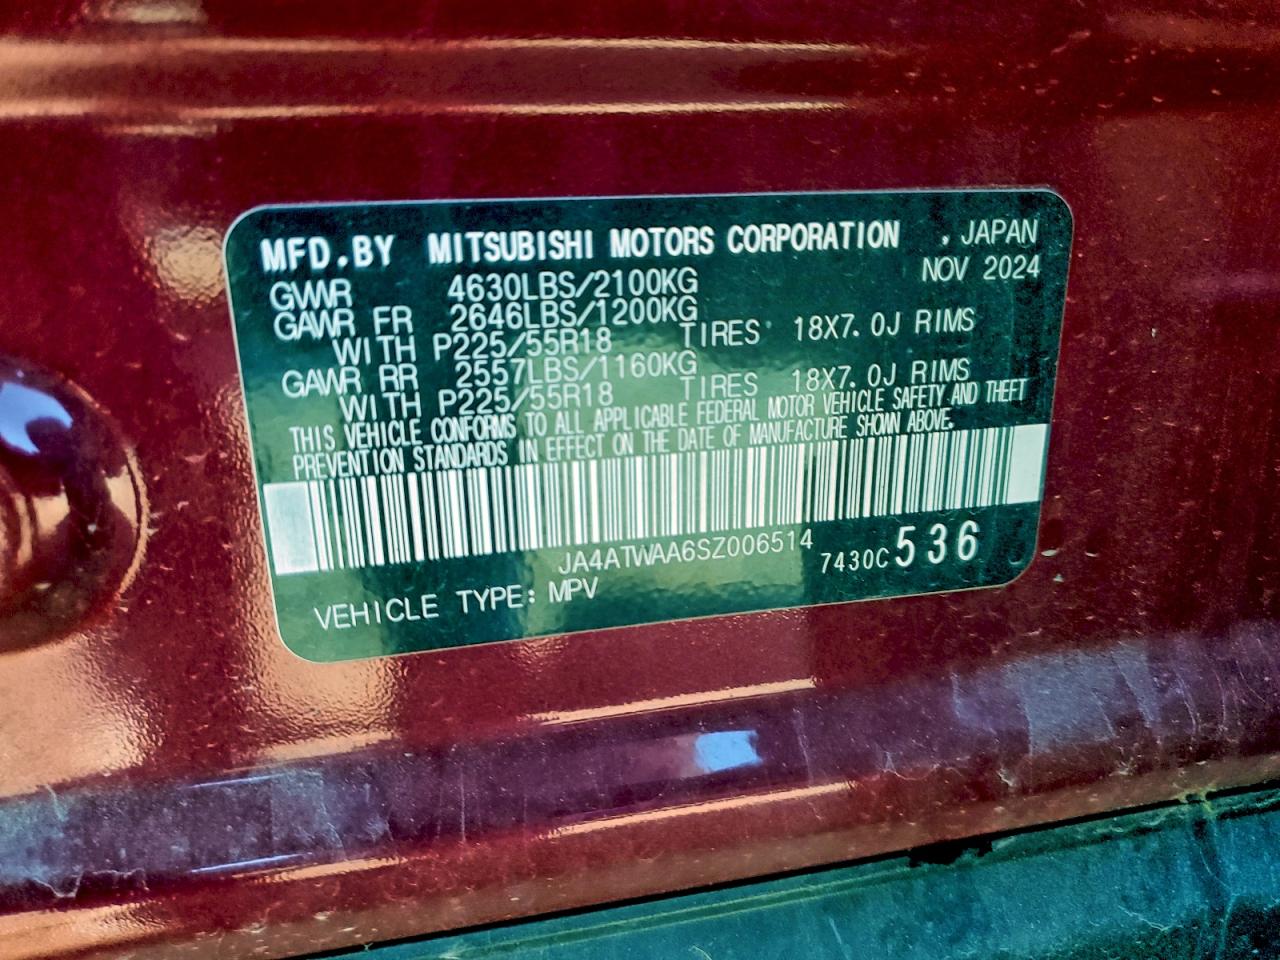 MFD.BY MITSUBISHI MOTORS CORPORATION . JAPAN
NOV 2024
GVWR 4630LBS/2100KG
GAWR FR 2646LBS/1200KG
WITH P225/55R18 TIRES 18X7.0J RIMS
GAWR RR 2557LBS/1160KG
WITH P225/55R18 TIRES 18X7.0J RIMS
THIS VEHICLE CONFORMS TO ALL APPLICABLE FEDERAL MOTOR VEHICLE SAFETY AND THEFT
PREVENTION STANDARDS IN EFFECT ON THE DATE OF MANUFACTURE SHOWN ABOVE.
JA4ATWAA6SZ006514
7430C 536
VEHICLE TYPE: MPV